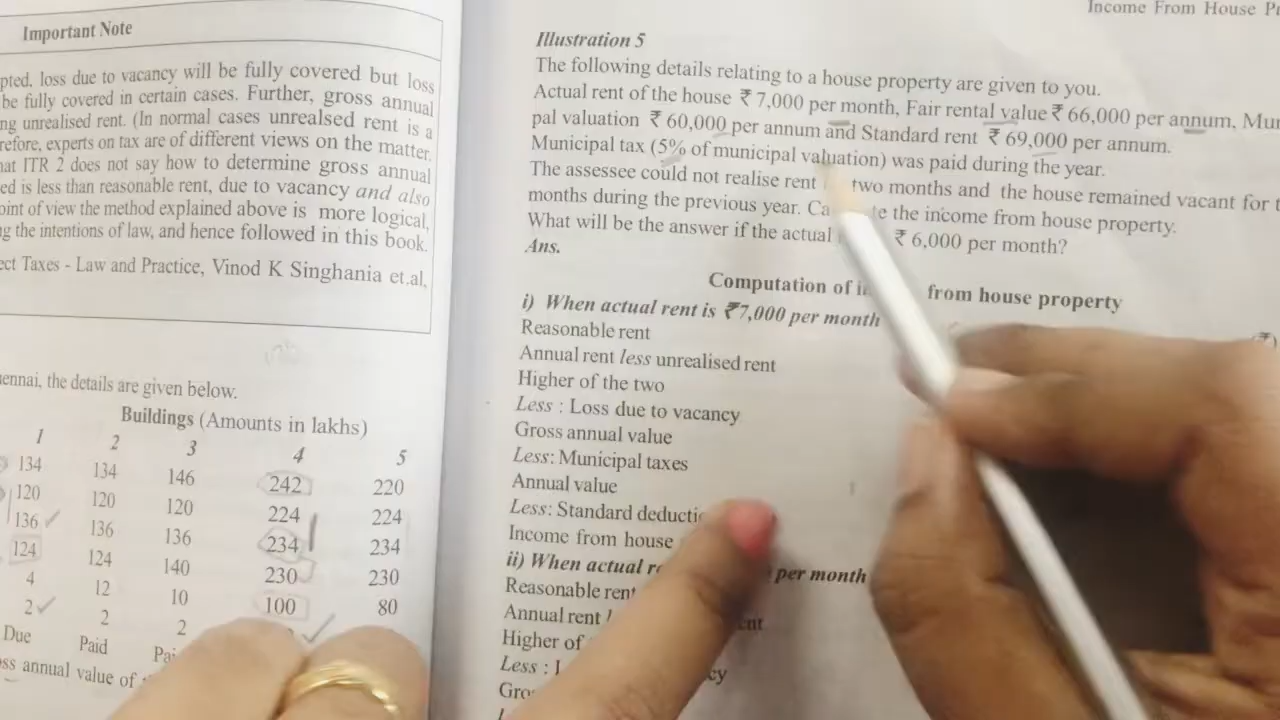 Important Note
pted. loss due to vacancy will be fully covered but loss
be fully covered in certain cases. Further, gross annual
ng unrealised rent. (In normal cases unrealsed rent is a
refore, experts on tax are of different views on the matter.
hat ITR 2 does not say how to determine gross annual
ed is less than reasonable rent, due to vacancy and also
oint of view the method explained above is more logical,
ng the intentions of law, and hence followed in this book.
ect Taxes - Law and Practice, Vinod K Singhania et.al,
ennai, the details are given below.
Buildings (Amounts in lakhs)
1 2 3 4 5
134 134 146 242 220
120 120 120 224 224
136 136 136 234 234
124 124 140 230 230
4 12 10 100 80
2 2 2
Due Paid Pai
ss annual value of
Income From House Pr
Illustration 5
The following details relating to a house property are given to you.
Actual rent of the house ₹ 7,000 per month, Fair rental value ₹ 66,000 per annum, Mun
pal valuation ₹ 60,000 per annum and Standard rent ₹ 69,000 per annum.
Municipal tax (5% of municipal valuation) was paid during the year.
The assessee could not realise rent two months and the house remained vacant for t
months during the previous year. Ca te the income from house property.
What will be the answer if the actual ₹ 6,000 per month?
Ans.
Computation of i from house property
i) When actual rent is ₹7,000 per month
(₹)
Reasonable rent
Annual rent less unrealised rent
Higher of the two
Less : Loss due to vacancy
Gross annual value
Less: Municipal taxes
Annual value
Less: Standard deducti
Income from house
ii) When actual re per month
Reasonable rent
Annual rent l ent
Higher of
Less : l cy
Gro